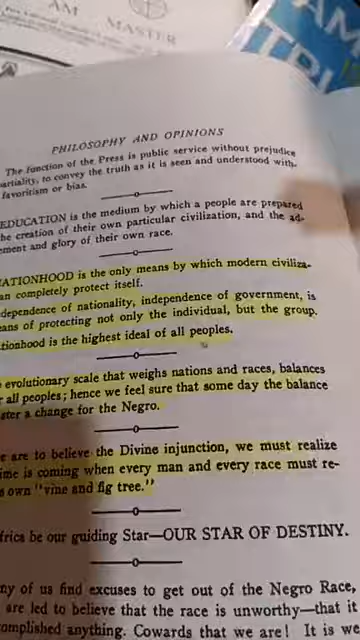 AM
MASTER
AM
PHILOSOPHY AND OPINIONS
The function of the Press is public service without prejudice
artiality, to convey the truth as it is seen and understood with-
favoritism or bias.
EDUCATION is the medium by which a people are prepared
he creation of their own particular civilization, and the ad-
ement and glory of their own race.
ATIONHOOD is the only means by which modern civiliza-
an completely protect itself.
dependence of nationality, independence of government, is
eans of protecting not only the individual, but the group.
tionhood is the highest ideal of all peoples.
evolutionary scale that weighs nations and races, balances
r all peoples; hence we feel sure that some day the balance
ster a change for the Negro.
e are to believe the Divine injunction, we must realize
ime is coming when every man and every race must re-
s own "vine and fig tree."
frica be our guiding Star—OUR STAR OF DESTINY.
ny of us find excuses to get out of the Negro Race,
are led to believe that the race is unworthy—that it
complished anything. Cowards that we are! It is we